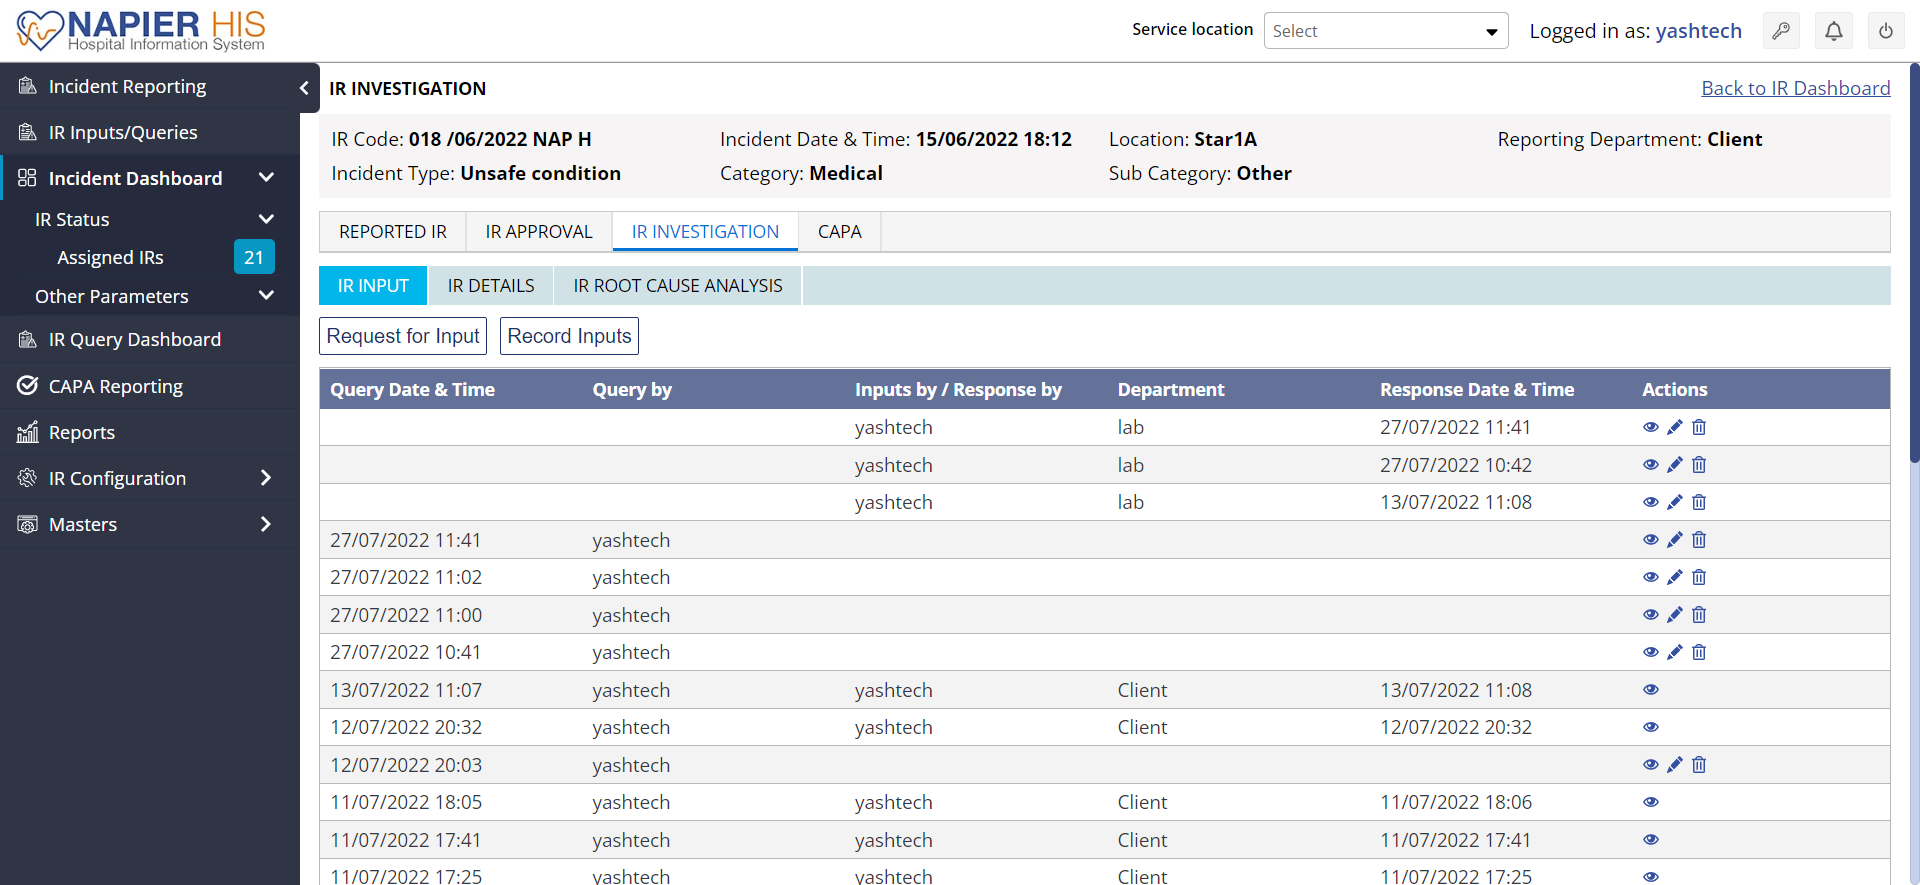 NAPIER HIS
Hospital Information System
Service location
Select
Logged in as: yashtech
Incident Reporting
IR Inputs/Queries
Incident Dashboard
IR Status
Assigned IRs 21
Other Parameters
IR Query Dashboard
CAPA Reporting
Reports
IR Configuration
Masters
IR INVESTIGATION
Back to IR Dashboard
IR Code: 018 /06/2022 NAP H Incident Date & Time: 15/06/2022 18:12 Location: Star1A Reporting Department: Client
Incident Type: Unsafe condition Category: Medical Sub Category: Other
REPORTED IR IR APPROVAL IR INVESTIGATION CAPA
IR INPUT IR DETAILS IR ROOT CAUSE ANALYSIS
Request for Input Record Inputs
Query Date & Time Query by Inputs by / Response by Department Response Date & Time Actions
yashtech lab 27/07/2022 11:41
yashtech lab 27/07/2022 10:42
yashtech lab 13/07/2022 11:08
27/07/2022 11:41 yashtech
27/07/2022 11:02 yashtech
27/07/2022 11:00 yashtech
27/07/2022 10:41 yashtech
13/07/2022 11:07 yashtech yashtech Client 13/07/2022 11:08
12/07/2022 20:32 yashtech yashtech Client 12/07/2022 20:32
12/07/2022 20:03 yashtech
11/07/2022 18:05 yashtech yashtech Client 11/07/2022 18:06
11/07/2022 17:41 yashtech yashtech Client 11/07/2022 17:41
11/07/2022 17:25 yashtech yashtech Client 11/07/2022 17:25